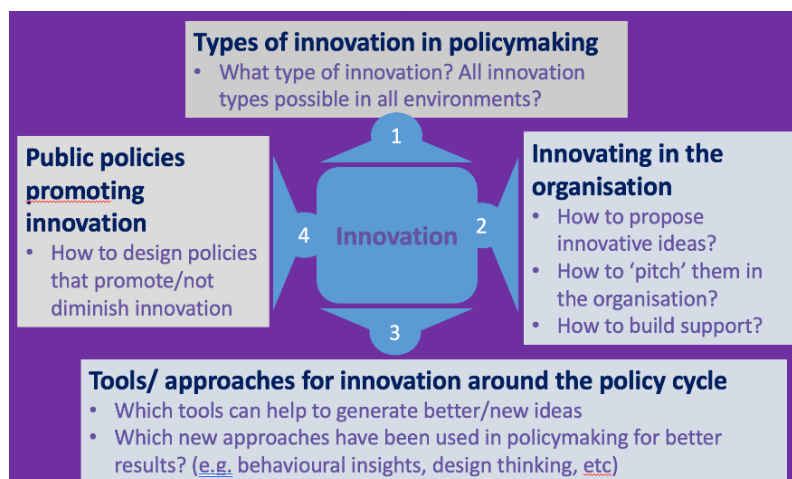 Types of innovation in policymaking
• What type of innovation? All innovation
types possible in all environments?
1
Public policies
promoting
innovation
• How to design policies
that promote/not
diminish innovation
4
Innovation
2
Innovating in the
organisation
• How to propose
innovative ideas?
• How to ‘pitch’ them in
the organisation?
• How to build support?
3
Tools/ approaches for innovation around the policy cycle
• Which tools can help to generate better/new ideas
• Which new approaches have been used in policymaking for better
results? (e.g. behavioural insights, design thinking, etc)